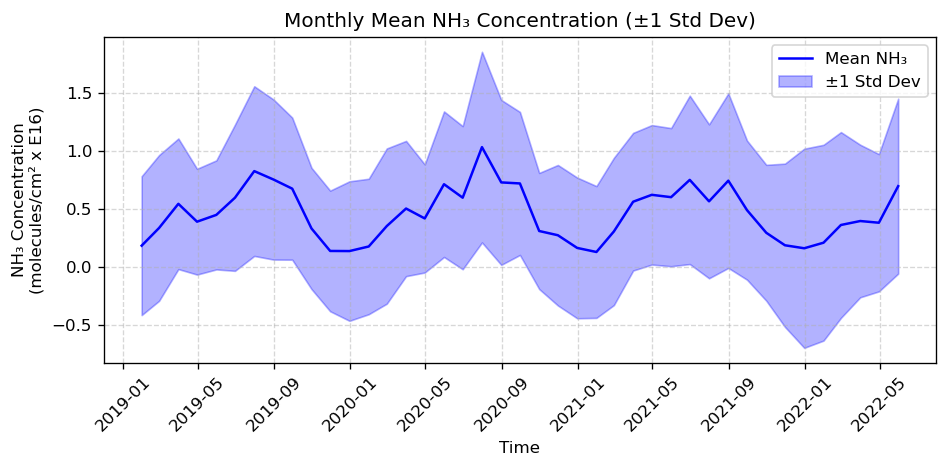 Monthly Mean NH₃ Concentration (±1 Std Dev)
Mean NH₃
±1 Std Dev
NH₃ Concentration
(molecules/cm² x E16)
1.5
1.0
0.5
0.0
−0.5
2019-01
2019-05
2019-09
2020-01
2020-05
2020-09
2021-01
2021-05
2021-09
2022-01
2022-05
Time